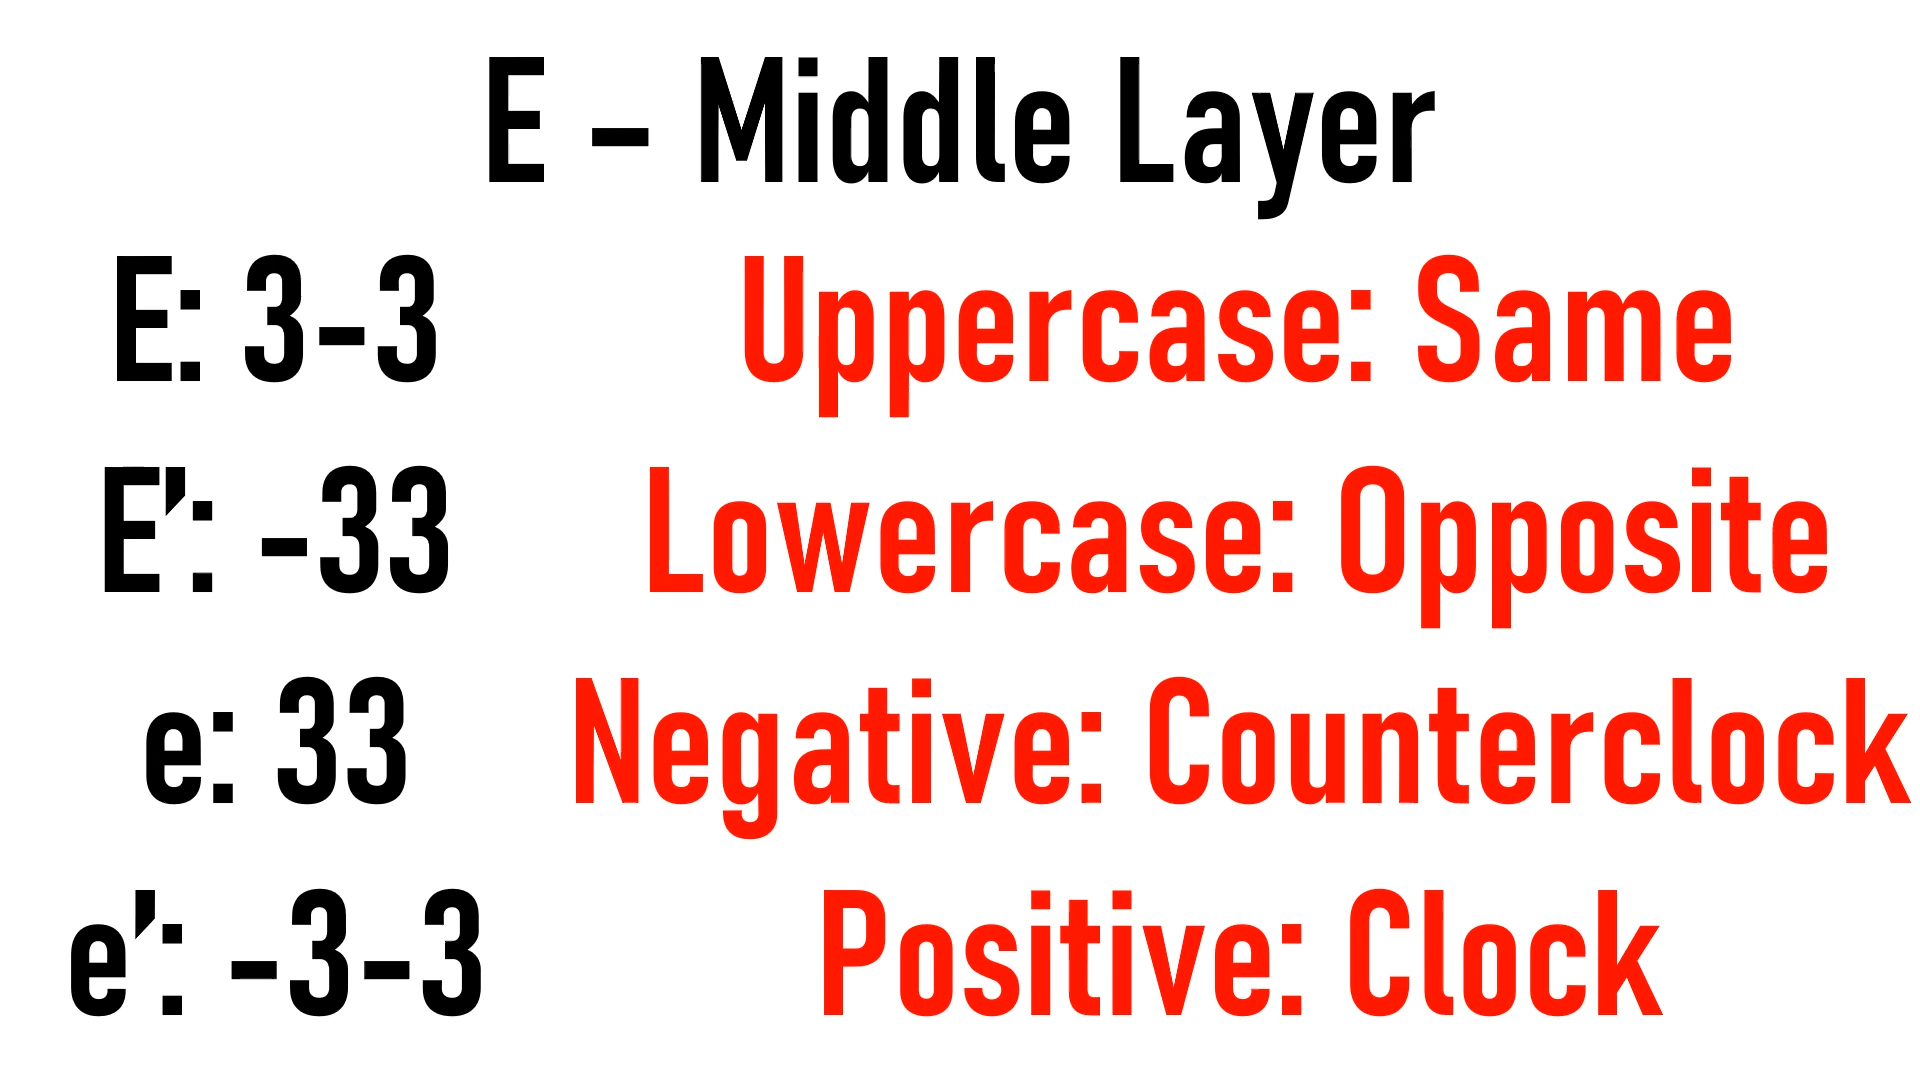 E – Middle Layer
E: 3-3 Uppercase: Same
E': -33 Lowercase: Opposite
e: 33 Negative: Counterclock
e': -3-3 Positive: Clock